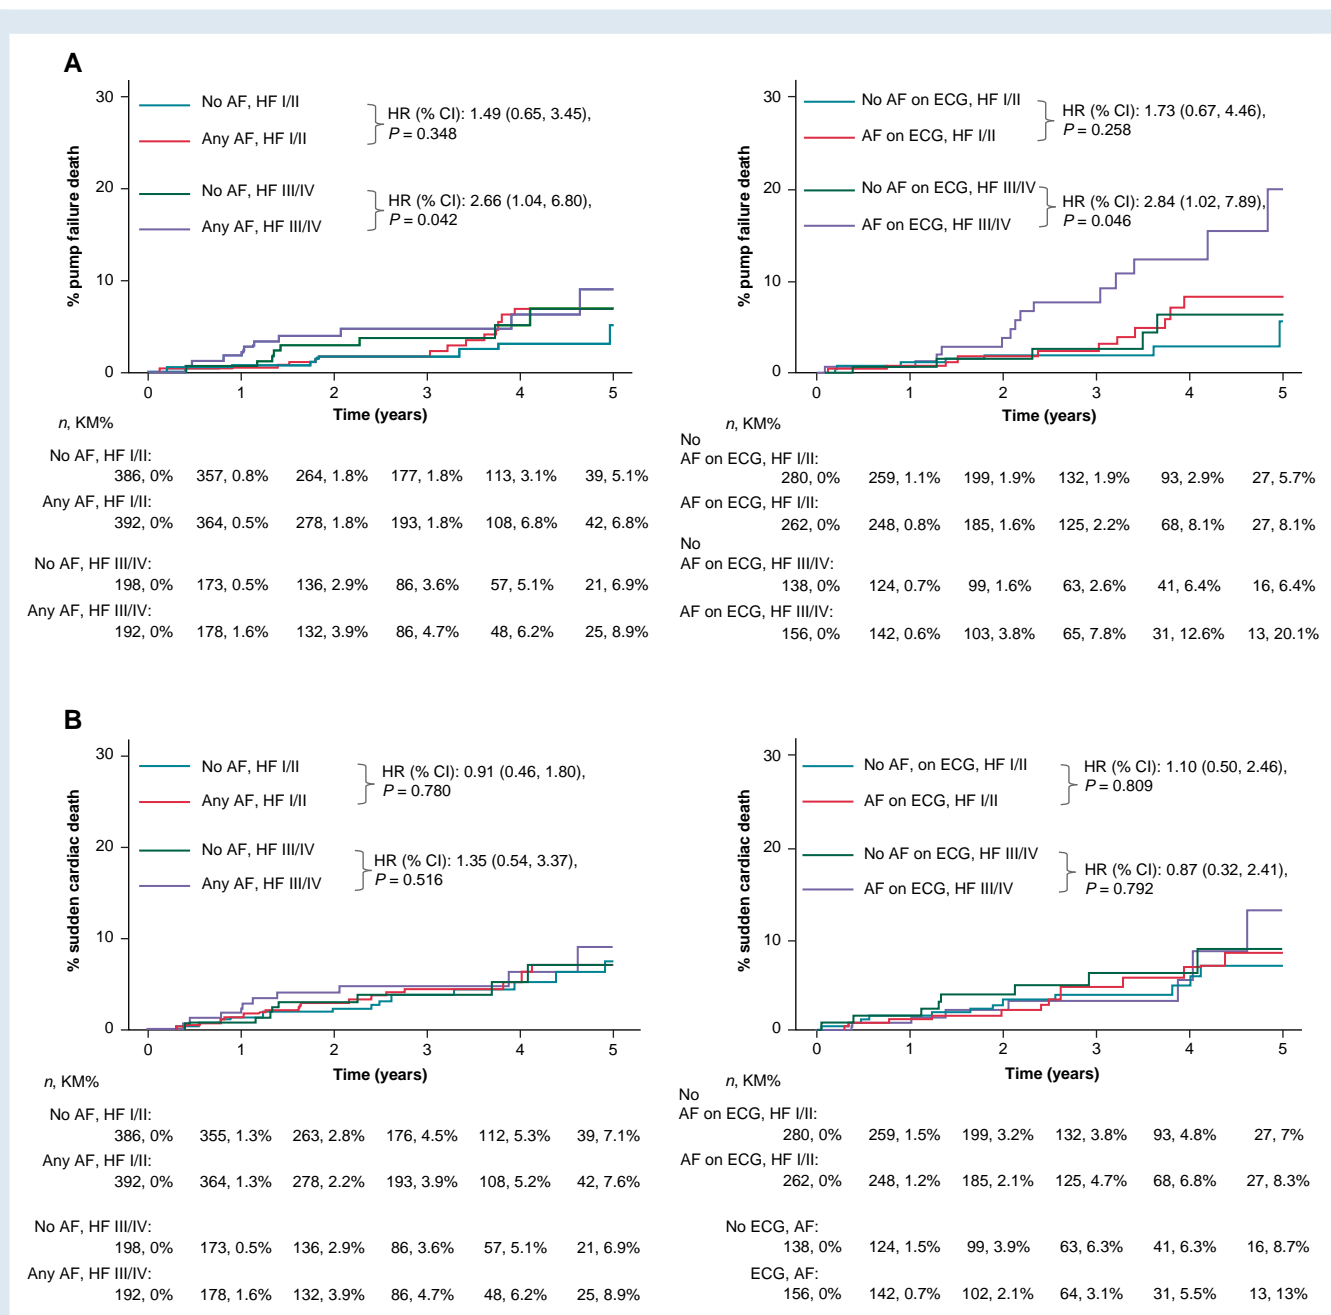 A
30
20
10
0
% pump failure death
No AF, HF I/II
Any AF, HF I/II
HR (% CI): 1.49 (0.65, 3.45),
P = 0.348
No AF, HF III/IV
Any AF, HF III/IV
HR (% CI): 2.66 (1.04, 6.80),
P = 0.042
0 1 2 3 4 5
Time (years)
n, KM%
No AF, HF I/II:
386, 0% 357, 0.8% 264, 1.8% 177, 1.8% 113, 3.1% 39, 5.1%
Any AF, HF I/II:
392, 0% 364, 0.5% 278, 1.8% 193, 1.8% 108, 6.8% 42, 6.8%
No AF, HF III/IV:
198, 0% 173, 0.5% 136, 2.9% 86, 3.6% 57, 5.1% 21, 6.9%
Any AF, HF III/IV:
192, 0% 178, 1.6% 132, 3.9% 86, 4.7% 48, 6.2% 25, 8.9%
30
20
10
0
% pump failure death
No AF on ECG, HF I/II
AF on ECG, HF I/II
HR (% CI): 1.73 (0.67, 4.46),
P = 0.258
No AF on ECG, HF III/IV
AF on ECG, HF III/IV
HR (% CI): 2.84 (1.02, 7.89),
P = 0.046
0 1 2 3 4 5
Time (years)
n, KM%
No
AF on ECG, HF I/II:
280, 0% 259, 1.1% 199, 1.9% 132, 1.9% 93, 2.9% 27, 5.7%
AF on ECG, HF I/II:
262, 0% 248, 0.8% 185, 1.6% 125, 2.2% 68, 8.1% 27, 8.1%
No
AF on ECG, HF III/IV:
138, 0% 124, 0.7% 99, 1.6% 63, 2.6% 41, 6.4% 16, 6.4%
AF on ECG, HF III/IV:
156, 0% 142, 0.6% 103, 3.8% 65, 7.8% 31, 12.6% 13, 20.1%
B
30
20
10
0
% sudden cardiac death
No AF, HF I/II
Any AF, HF I/II
HR (% CI): 0.91 (0.46, 1.80),
P = 0.780
No AF, HF III/IV
Any AF, HF III/IV
HR (% CI): 1.35 (0.54, 3.37),
P = 0.516
0 1 2 3 4 5
Time (years)
n, KM%
No AF, HF I/II:
386, 0% 355, 1.3% 263, 2.8% 176, 4.5% 112, 5.3% 39, 7.1%
Any AF, HF I/II:
392, 0% 364, 1.3% 278, 2.2% 193, 3.9% 108, 5.2% 42, 7.6%
No AF, HF III/IV:
198, 0% 173, 0.5% 136, 2.9% 86, 3.6% 57, 5.1% 21, 6.9%
Any AF, HF III/IV:
192, 0% 178, 1.6% 132, 3.9% 86, 4.7% 48, 6.2% 25, 8.9%
30
20
10
0
% sudden cardiac death
No AF, on ECG, HF I/II
AF on ECG, HF I/II
HR (% CI): 1.10 (0.50, 2.46),
P = 0.809
No AF on ECG, HF III/IV
AF on ECG, HF III/IV
HR (% CI): 0.87 (0.32, 2.41),
P = 0.792
0 1 2 3 4 5
Time (years)
n, KM%
No
AF on ECG, HF I/II:
280, 0% 259, 1.5% 199, 3.2% 132, 3.8% 93, 4.8% 27, 7%
AF on ECG, HF I/II:
262, 0% 248, 1.2% 185, 2.1% 125, 4.7% 68, 6.8% 27, 8.3%
No ECG, AF:
138, 0% 124, 1.5% 99, 3.9% 63, 6.3% 41, 6.3% 16, 8.7%
ECG, AF:
156, 0% 142, 0.7% 102, 2.1% 64, 3.1% 31, 5.5% 13, 13%